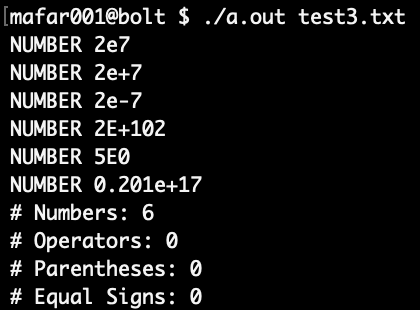 [mafar001@bolt $ ./a.out test3.txt
NUMBER 2e7
NUMBER 2e+7
NUMBER 2e-7
NUMBER 2E+102
NUMBER 5E0
NUMBER 0.201e+17
# Numbers: 6
# Operators: 0
# Parentheses: 0
# Equal Signs: 0